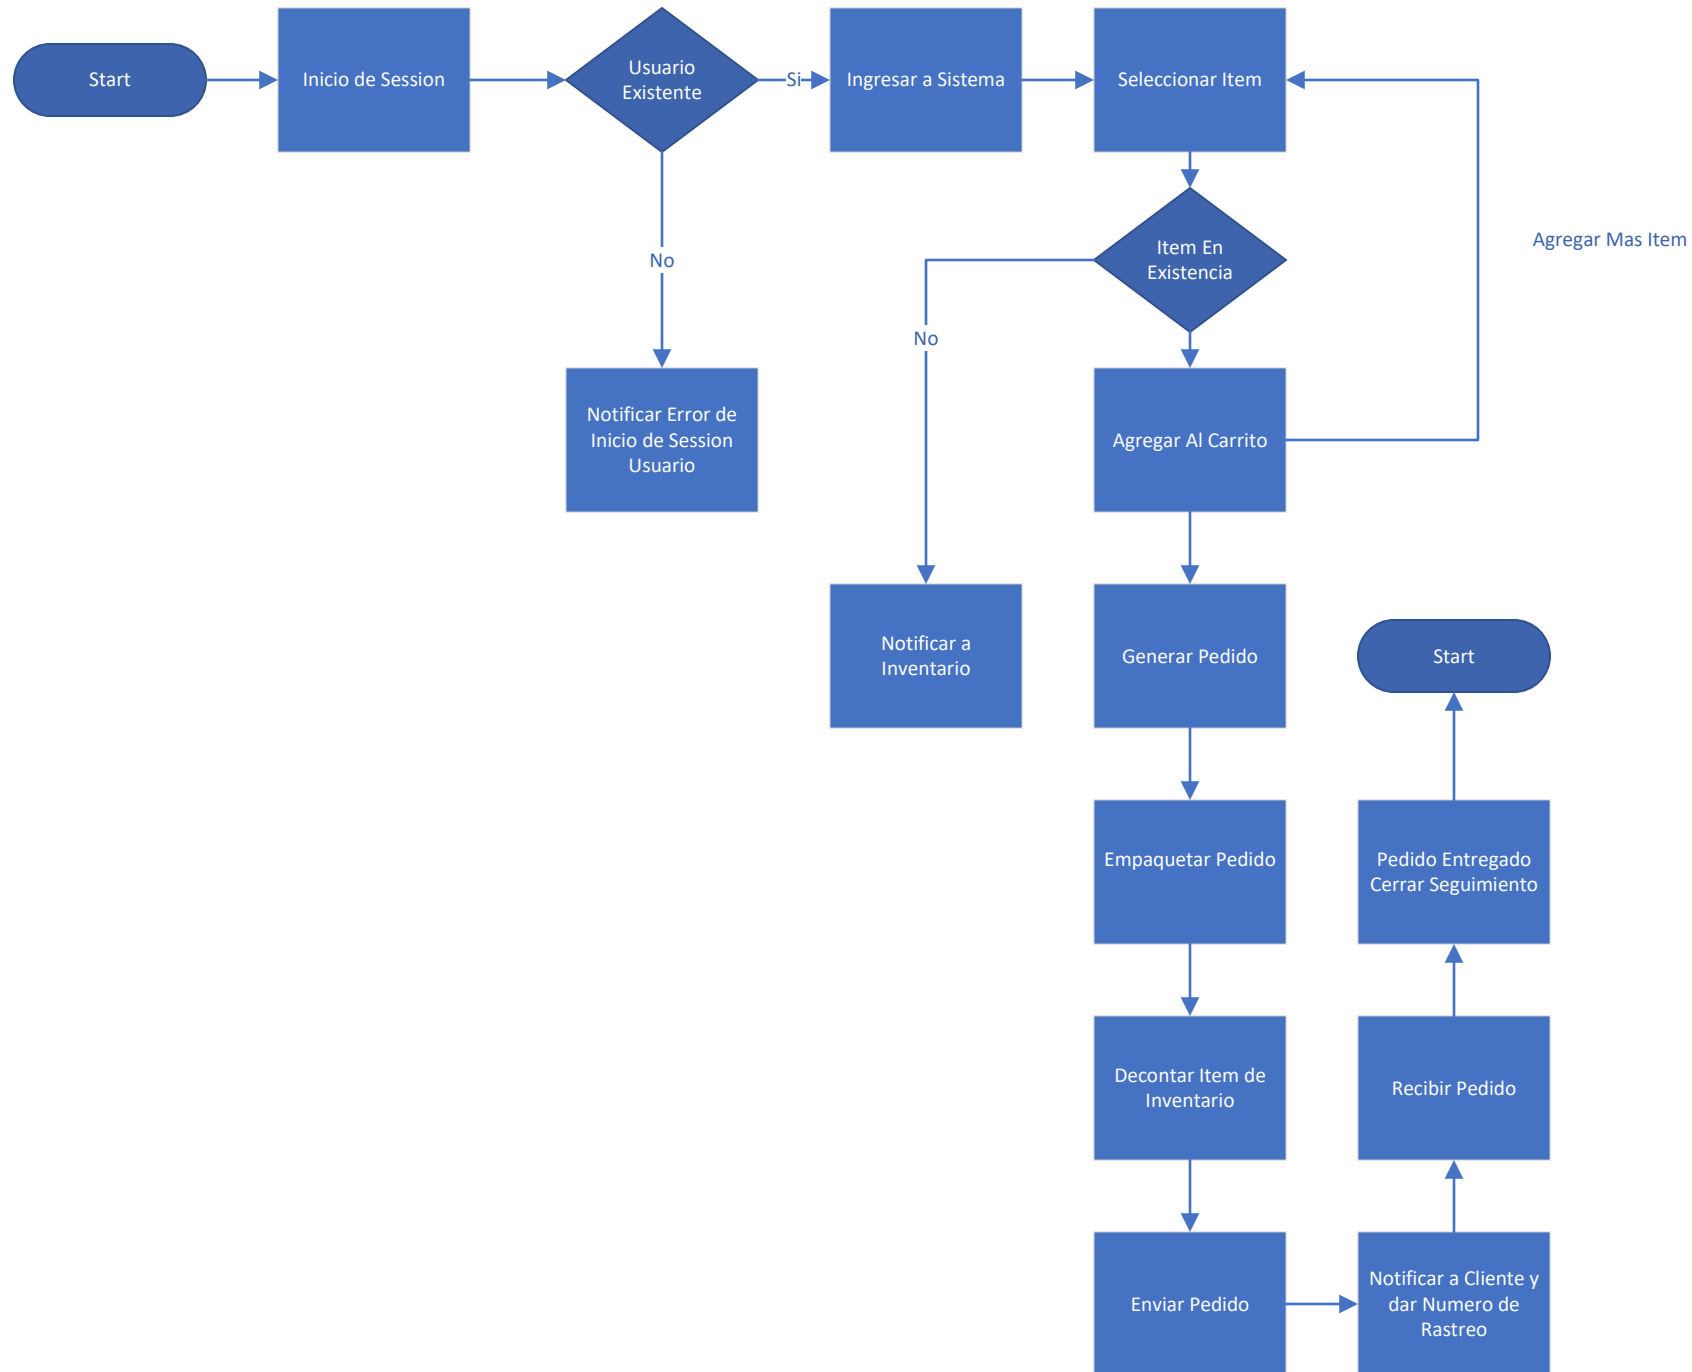 Start
Inicio de Session
Usuario
Existente
Si
Ingresar a Sistema
Seleccionar Item
No
Item En
Existencia
Agregar Mas Item
No
Notificar Error de
Inicio de Session
Usuario
Agregar Al Carrito
Notificar a
Inventario
Generar Pedido
Start
Empaquetar Pedido
Pedido Entregado
Cerrar Seguimiento
Decontar Item de
Inventario
Recibir Pedido
Enviar Pedido
Notificar a Cliente y
dar Numero de
Rastreo